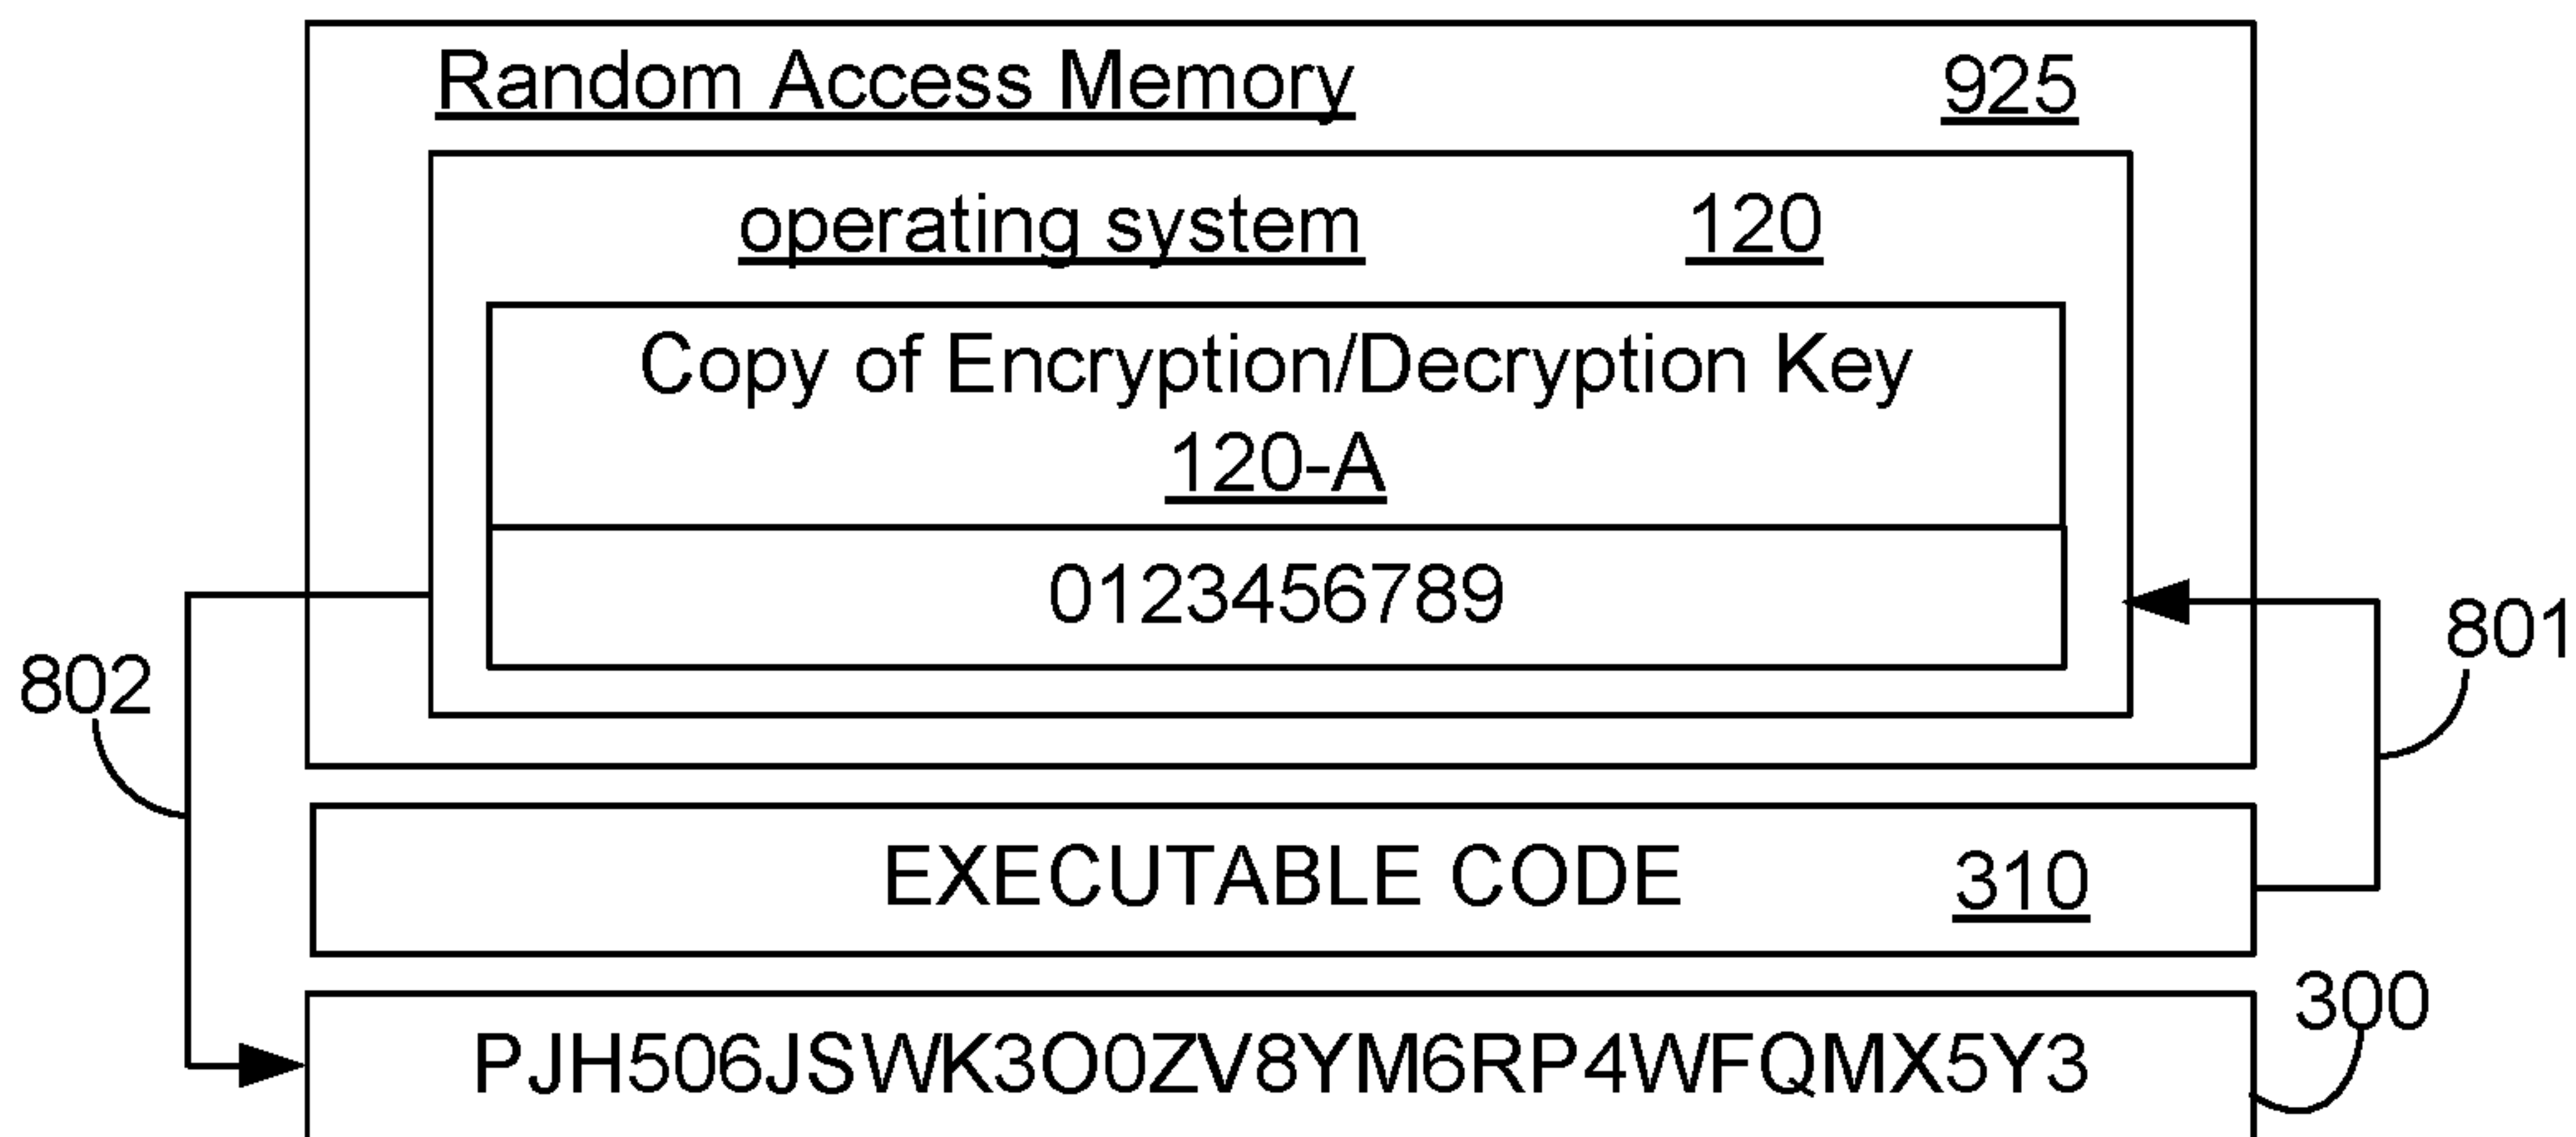 Random Access Memory 925
operating system 120
Copy of Encryption/Decryption Key
120-A
0123456789
801
802
EXECUTABLE CODE 310
300
PJH506JSWK3O0ZV8YM6RP4WFQMX5Y3